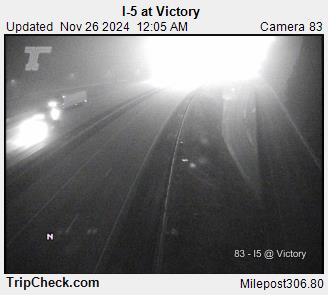 I-5 at Victory
Updated  Nov 26 2024  12:05 AM
Camera 83
T
N
83 - I5 @ Victory
TripCheck.com
Milepost306.80